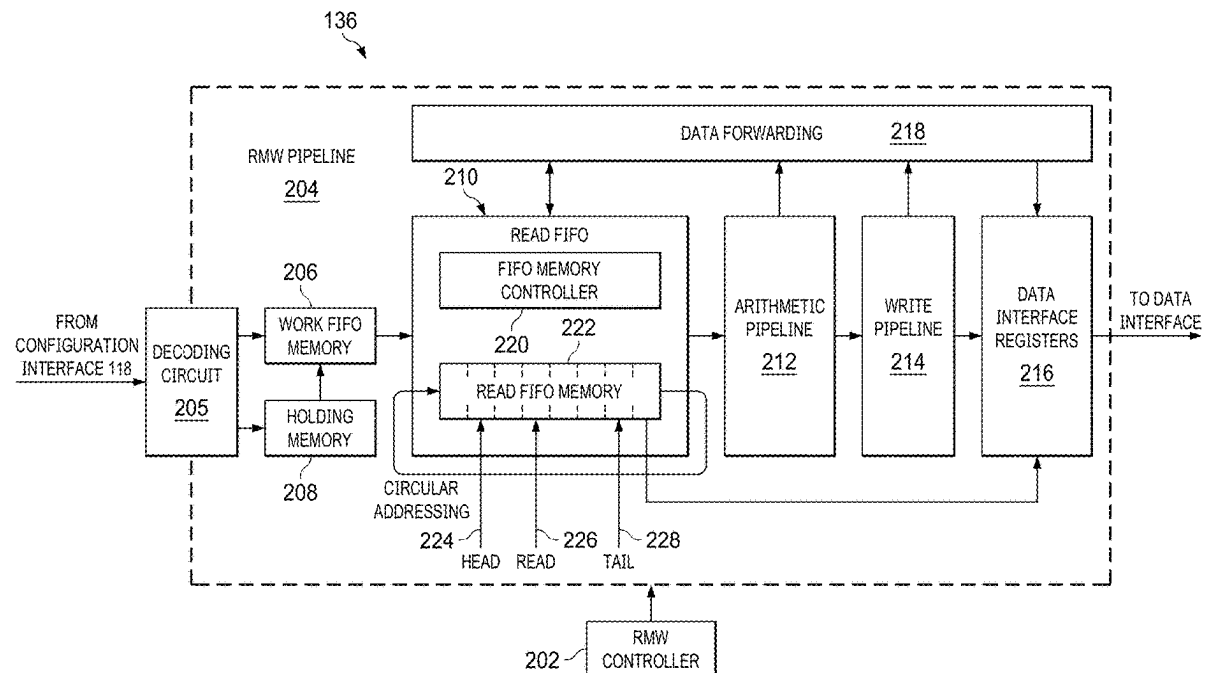 136
DATA FORWARDING 218
RMW PIPELINE
204
210
READ FIFO
FIFO MEMORY
CONTROLLER
220
222
READ FIFO MEMORY
206
WORK FIFO
MEMORY
HOLDING
MEMORY
208
FROM
CONFIGURATION
INTERFACE 118
DECODING
CIRCUIT
205
ARITHMETIC
PIPELINE
212
WRITE
PIPELINE
214
DATA
INTERFACE
REGISTERS
216
TO DATA
INTERFACE
CIRCULAR
ADDRESSING
224
226
228
HEAD
READ
TAIL
202
RMW
CONTROLLER